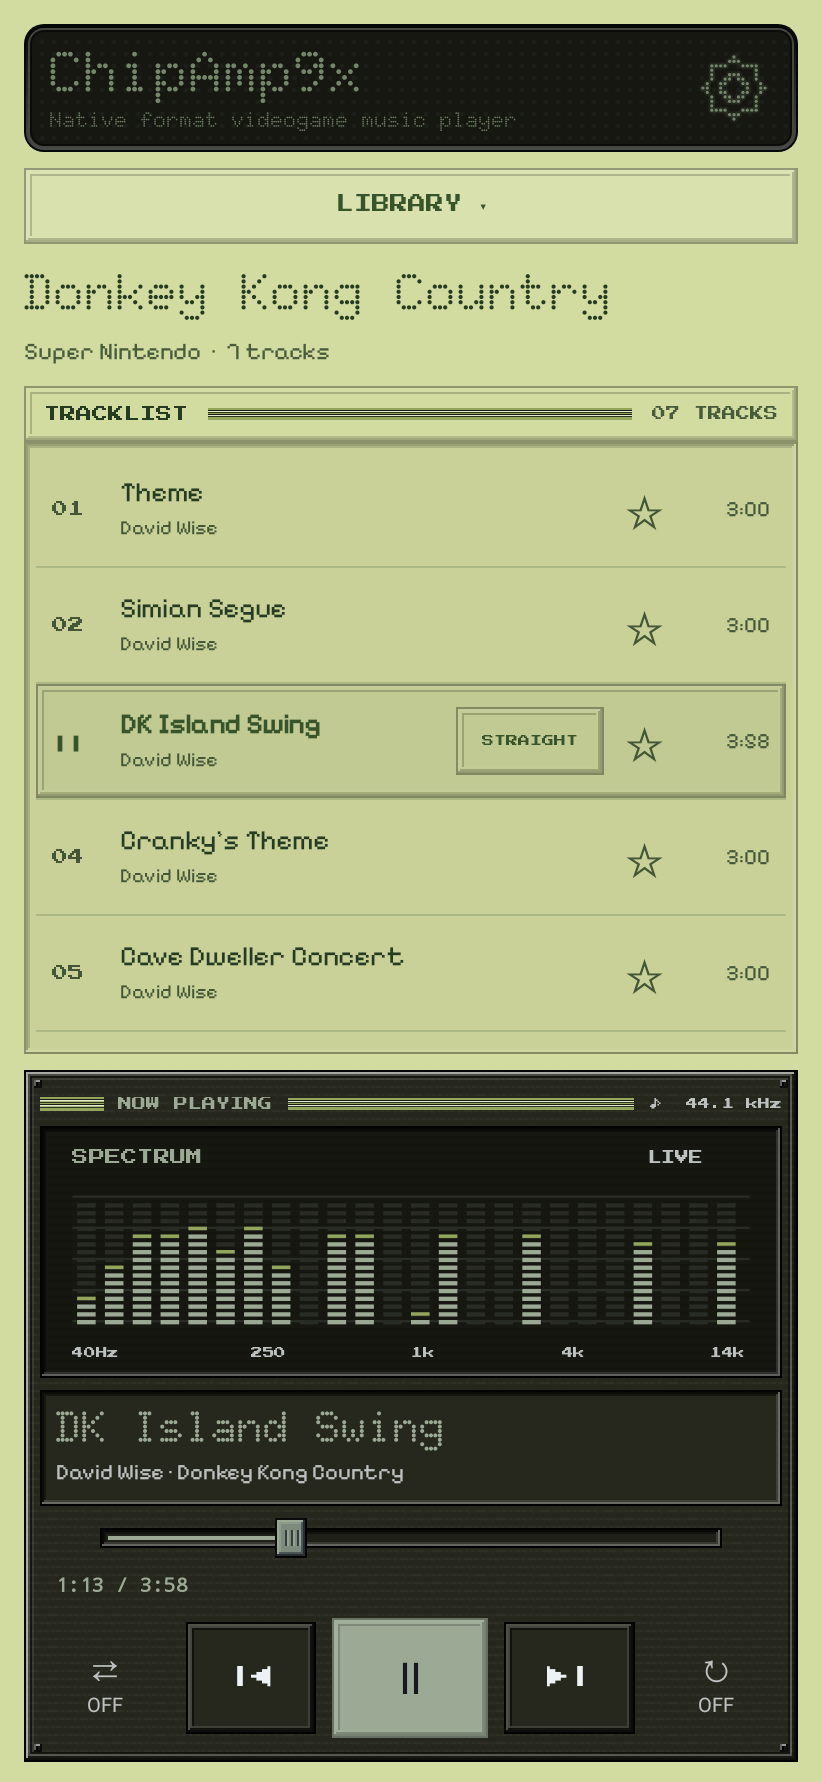 ChipAmp9x
Native format videogame music player
LIBRARY ▾
Donkey Kong Country
Super Nintendo · 7 tracks
TRACKLIST 07 TRACKS
01 Theme 3:00
David Wise
02 Simian Segue 3:00
David Wise
DK Island Swing STRAIGHT 3:58
David Wise
04 Cranky's Theme 3:00
David Wise
05 Cave Dweller Concert 3:00
David Wise
NOW PLAYING ♪ 44.1 kHz
SPECTRUM LIVE
40Hz 250 1k 4k 14k
DK Island Swing
David Wise · Donkey Kong Country
1:13 / 3:58
OFF OFF